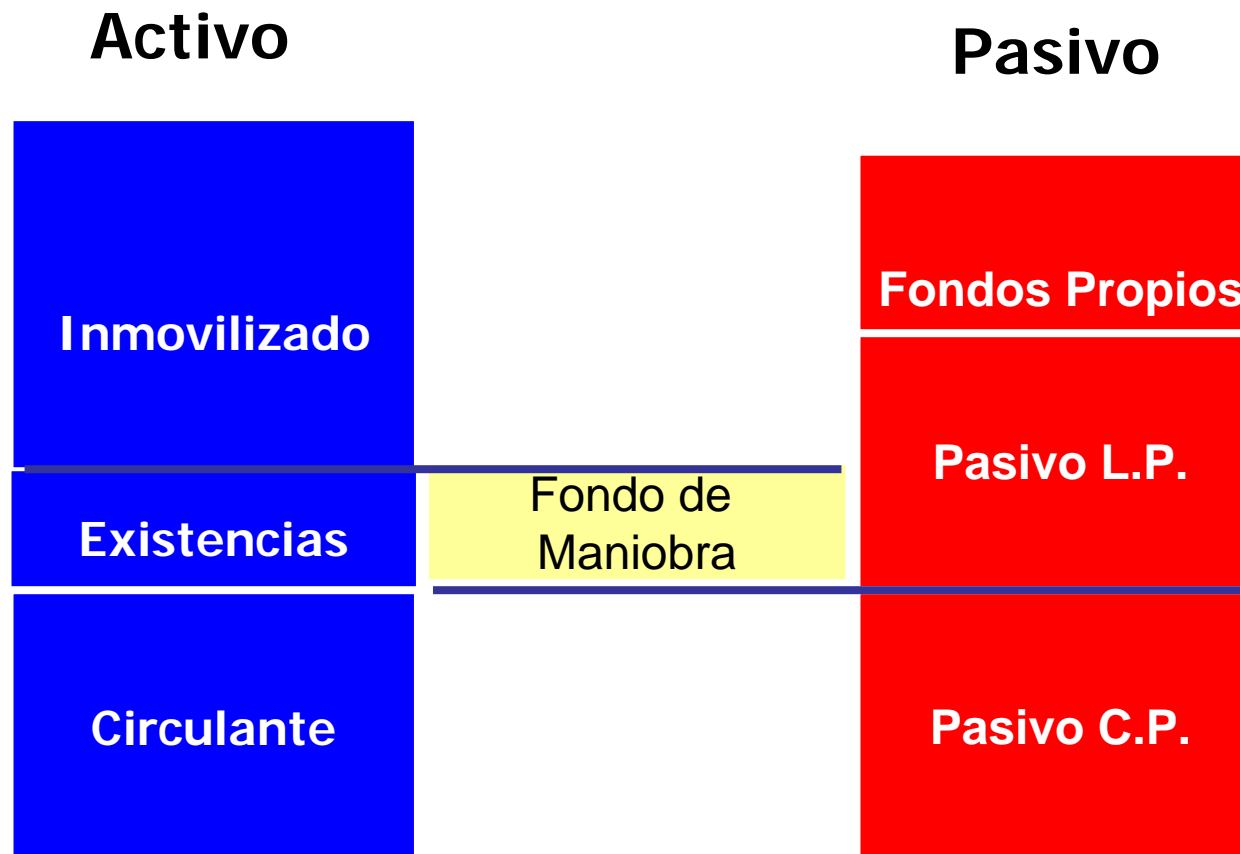 Activo
Pasivo
Inmovilizado
Existencias
Circulante
Fondo de
Maniobra
Fondos Propios
Pasivo L.P.
Pasivo C.P.